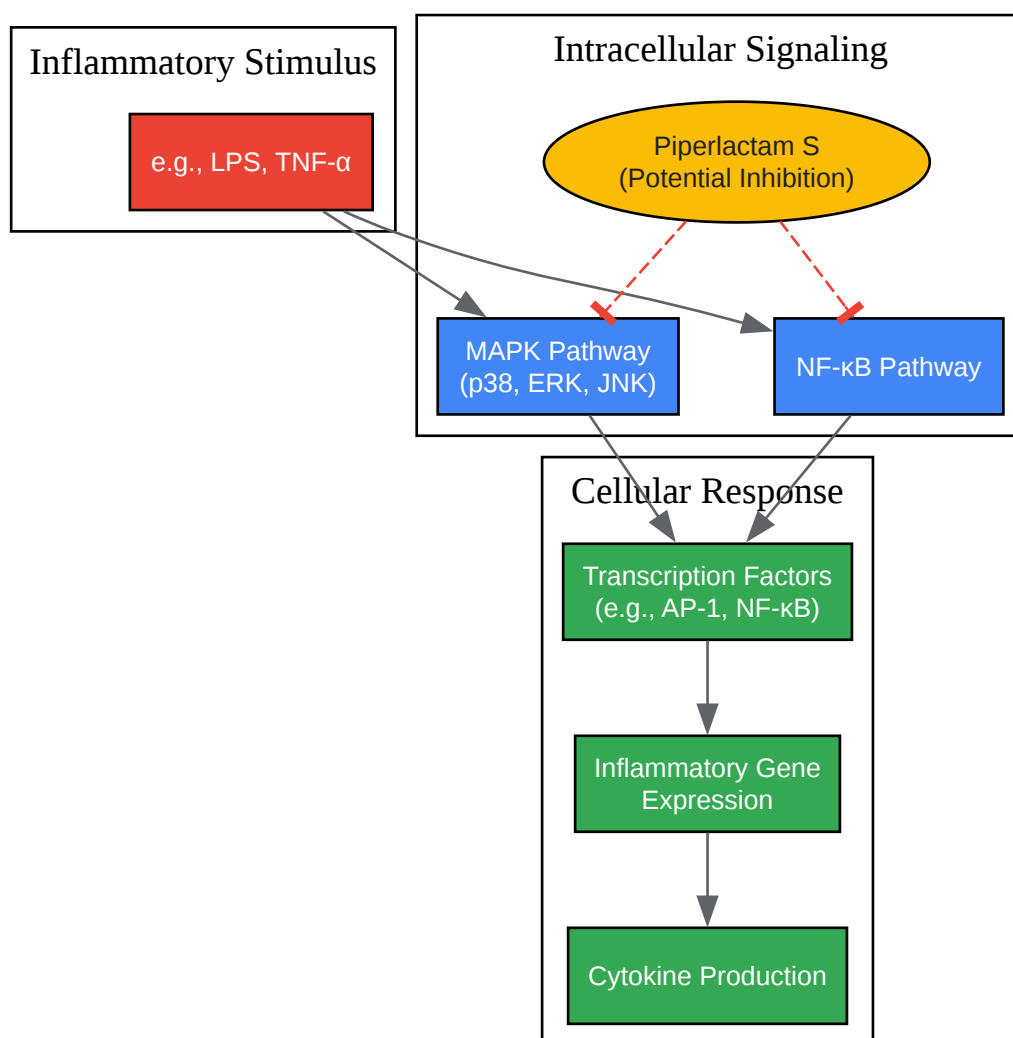 Inflammatory Stimulus
e.g., LPS, TNF-α
Intracellular Signaling
Piperlactam S
(Potential Inhibition)
MAPK Pathway
(p38, ERK, JNK)
NF-κB Pathway
Cellular Response
Transcription Factors
(e.g., AP-1, NF-κB)
Inflammatory Gene
Expression
Cytokine Production